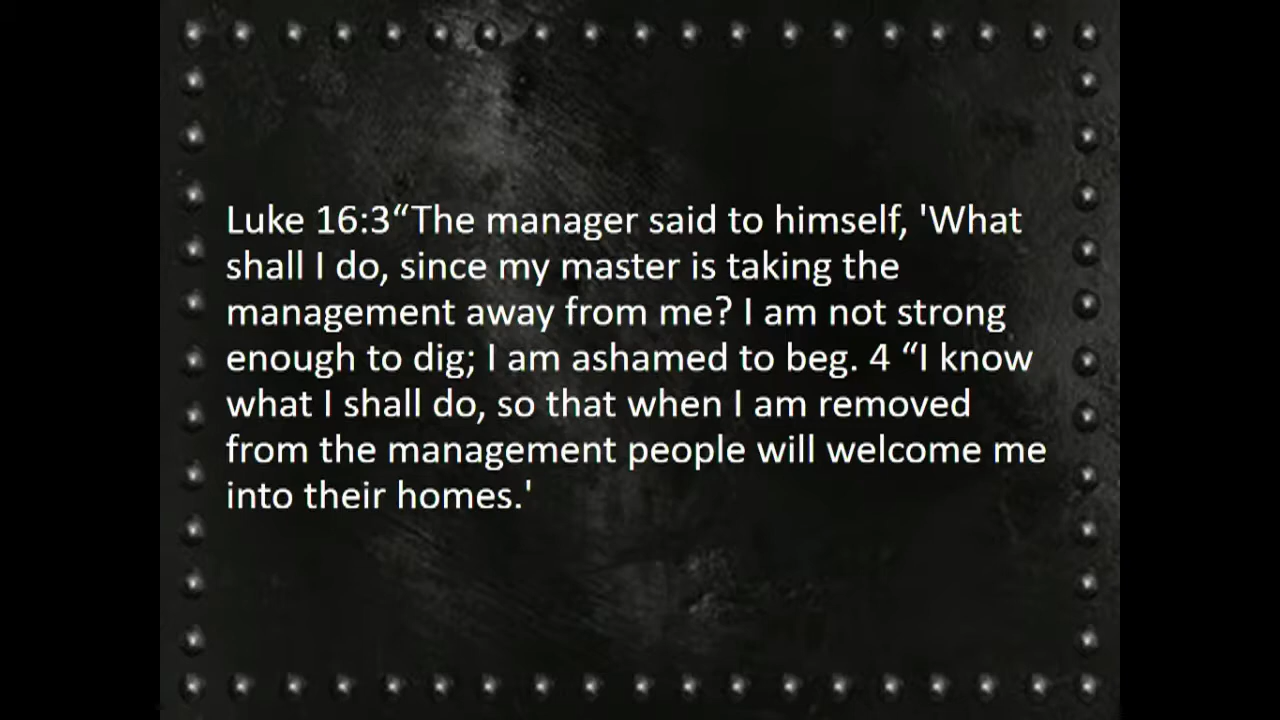 Luke 16:3“The manager said to himself, 'What
shall I do, since my master is taking the
management away from me? I am not strong
enough to dig; I am ashamed to beg. 4 “I know
what I shall do, so that when I am removed
from the management people will welcome me
into their homes.'